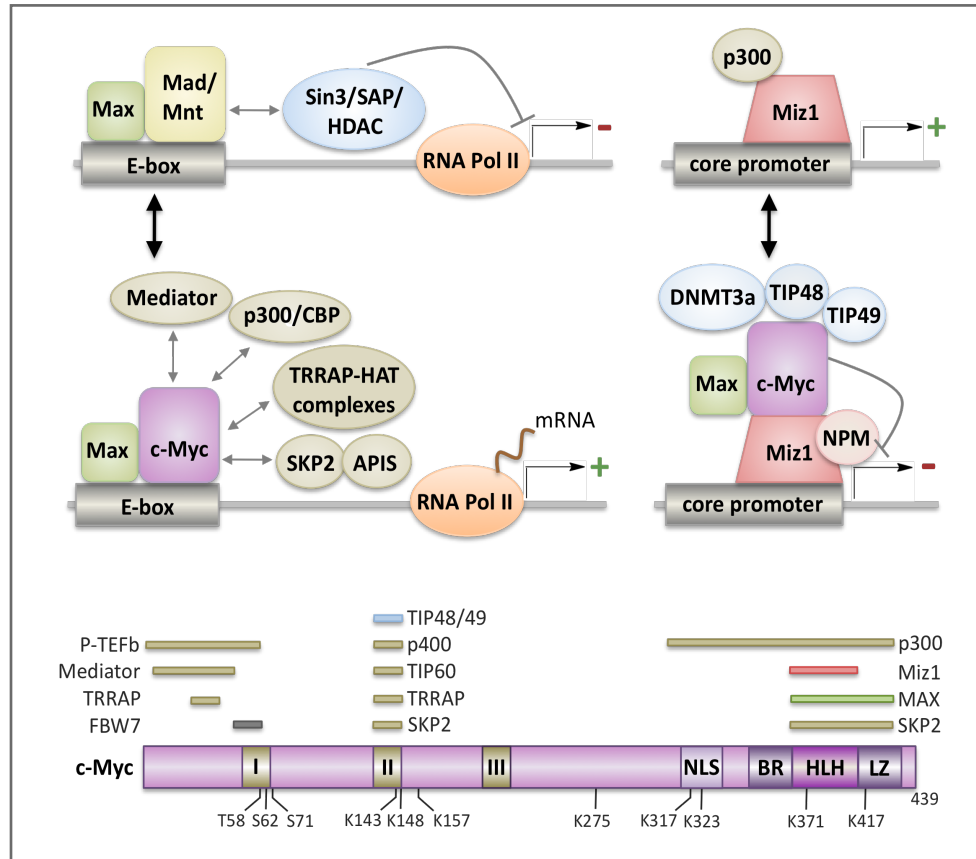 Max
Mad/
Mnt
Sin3/SAP/
HDAC
RNA Pol II
-
E-box
p300
Miz1
+
core promoter
Mediator
p300/CBP
TRRAP-HAT
complexes
Max
c-Myc
SKP2
APIS
mRNA
RNA Pol II
+
E-box
DNMT3a
TIP48
TIP49
Max
c-Myc
Miz1
NPM
-
core promoter
TIP48/49
P-TEFb
p400
p300
Mediator
TIP60
Miz1
TRRAP
TRRAP
MAX
FBW7
SKP2
SKP2
c-Myc
I
II
III
NLS
BR
HLH
LZ
439
T58
S62
S71
K143
K148
K157
K275
K317
K323
K371
K417